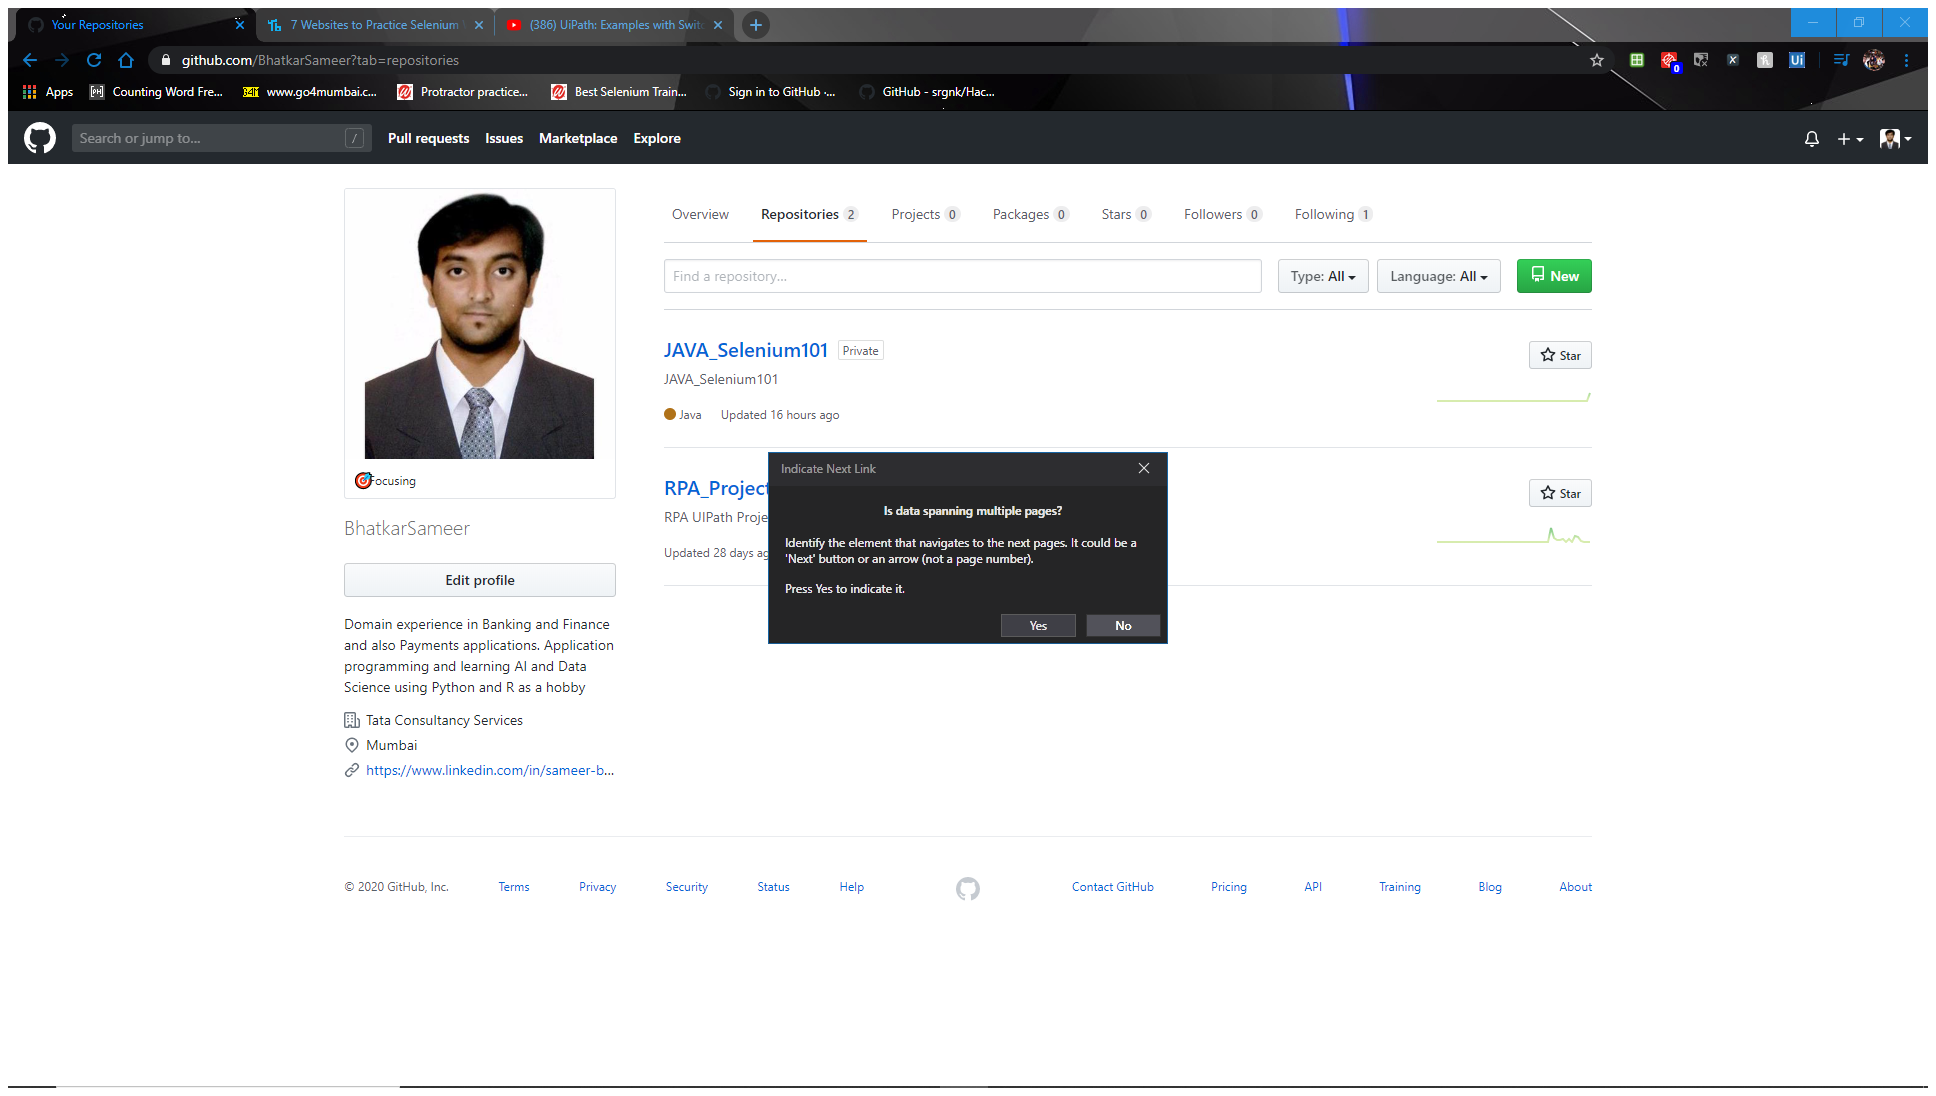 Your Repositories
7 Websites to Practice Selenium
(386) UiPath: Examples with Swit
github.com/BhatkarSameer?tab=repositories
0
Ui
Apps
Counting Word Fre...
www.go4mumbai.c...
Protractor practice...
Best Selenium Train...
Sign in to GitHub ·...
GitHub - srgnk/Hac...
Search or jump to...
/
Pull requests
Issues
Marketplace
Explore
Overview
Repositories 2
Projects 0
Packages 0
Stars 0
Followers 0
Following 1
Find a repository...
Type: All
Language: All
New
JAVA_Selenium101 Private
JAVA_Selenium101
Java Updated 16 hours ago
Star
RPA_Project
RPA UIPath Proje
Updated 28 days ag
Star
Indicate Next Link
Is data spanning multiple pages?
Identify the element that navigates to the next pages. It could be a
'Next' button or an arrow (not a page number).
Press Yes to indicate it.
Yes
No
Focusing
BhatkarSameer
Edit profile
Domain experience in Banking and Finance
and also Payments applications. Application
programming and learning AI and Data
Science using Python and R as a hobby
Tata Consultancy Services
Mumbai
https://www.linkedin.com/in/sameer-b...
© 2020 GitHub, Inc.
Terms
Privacy
Security
Status
Help
Contact GitHub
Pricing
API
Training
Blog
About